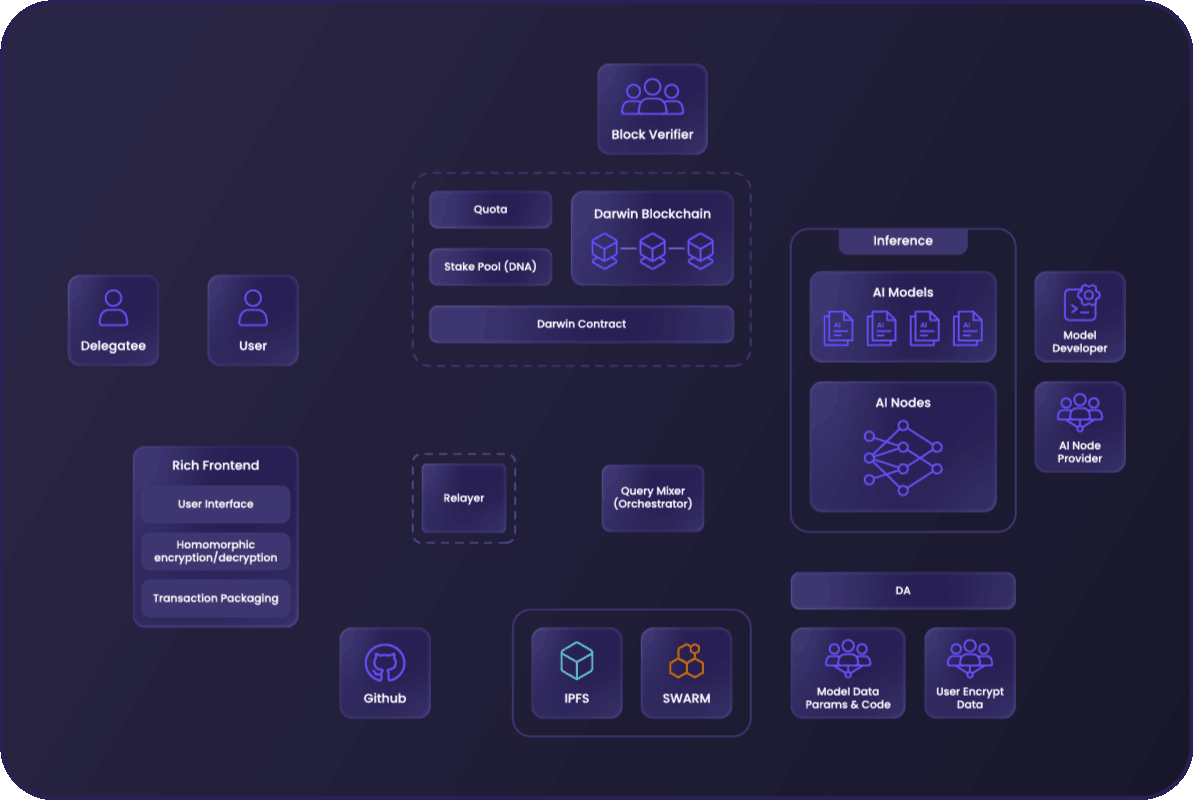 Block Verifier
Quota
Darwin Blockchain
Stake Pool (DNA)
Darwin Contract
Delegatee
User
Inference
AI Models
AI
AI
AI
AI
Model
Developer
AI Nodes
AI Node
Provider
Rich Frontend
User Interface
Homomorphic
encryption/decryption
Transaction Packaging
Relayer
Query Mixer
(Orchestrator)
DA
Github
IPFS
SWARM
Model Data
Params & Code
User Encrypt
Data